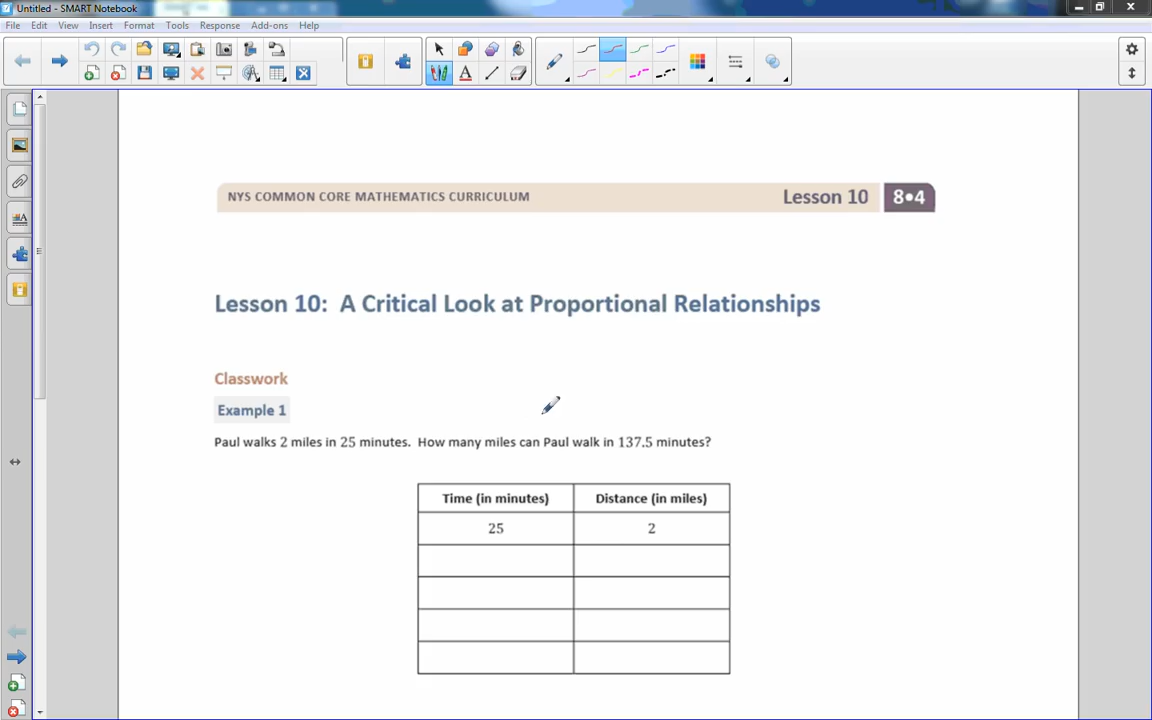 Untitled - SMART Notebook
File Edit View Insert Format Tools Response Add-ons Help
NYS COMMON CORE MATHEMATICS CURRICULUM Lesson 10 8•4
Lesson 10: A Critical Look at Proportional Relationships
Classwork
Example 1
Paul walks 2 miles in 25 minutes. How many miles can Paul walk in 137.5 minutes?
Time (in minutes) Distance (in miles)
25 2